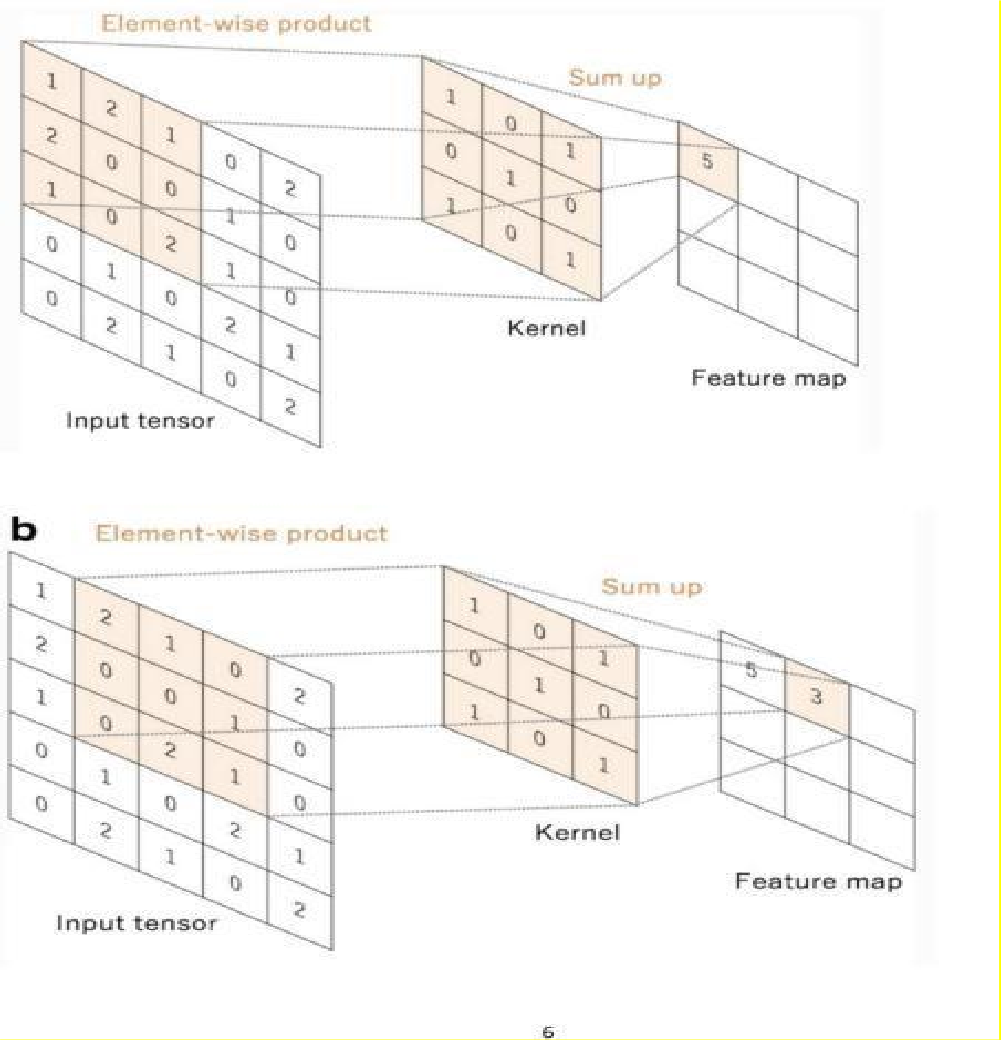 Element-wise product
Sum up
1 2 1 0 2
2 0 0 1 0
1 0 2 1 0
0 1 0 2 1
0 2 1 0 2
1 0 1
0 1 0
1 0 1
5
Kernel
Feature map
Input tensor
b
Element-wise product
Sum up
1 2 1 0 2
2 0 0 1 0
1 0 2 1 0
0 1 0 2 1
0 2 1 0 2
1 0 1
0 1 0
1 0 1
5 3
Kernel
Feature map
Input tensor
6